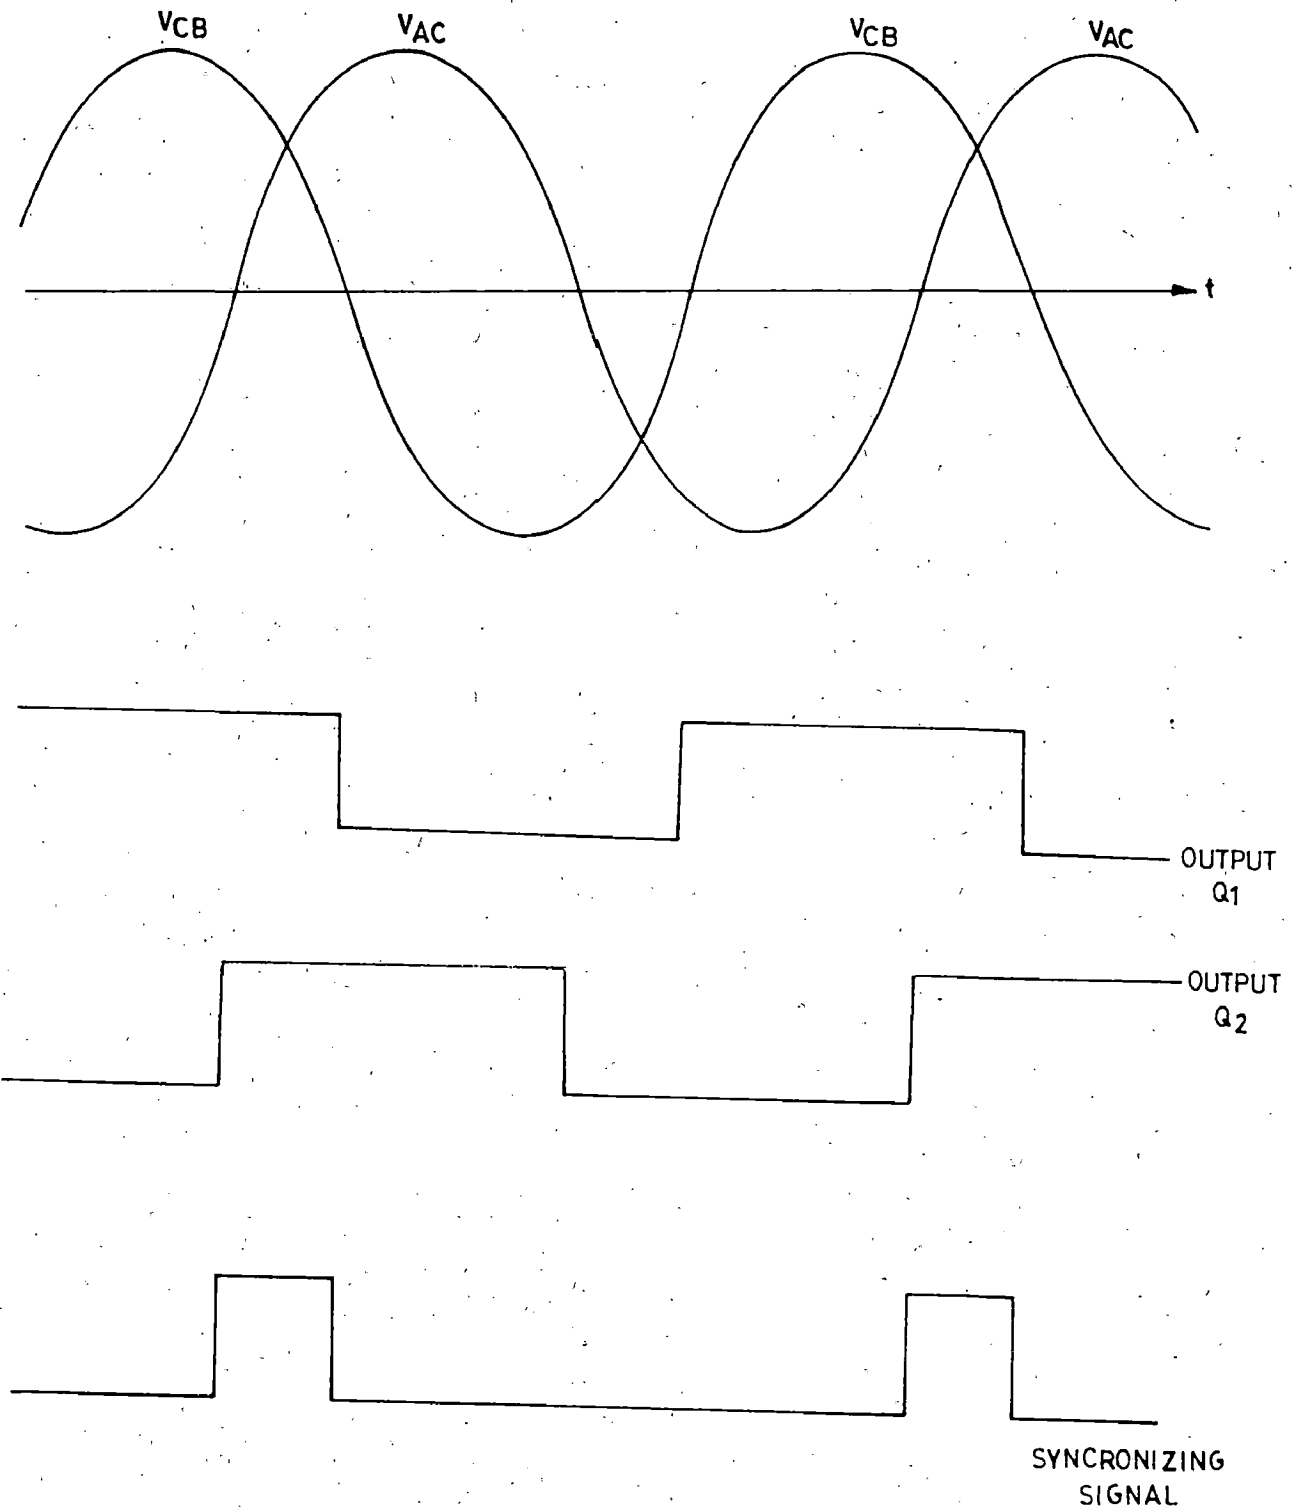 VCB
VAC
VCB
VAC
t
OUTPUT
Q1
OUTPUT
Q2
SYNCRONIZING
SIGNAL